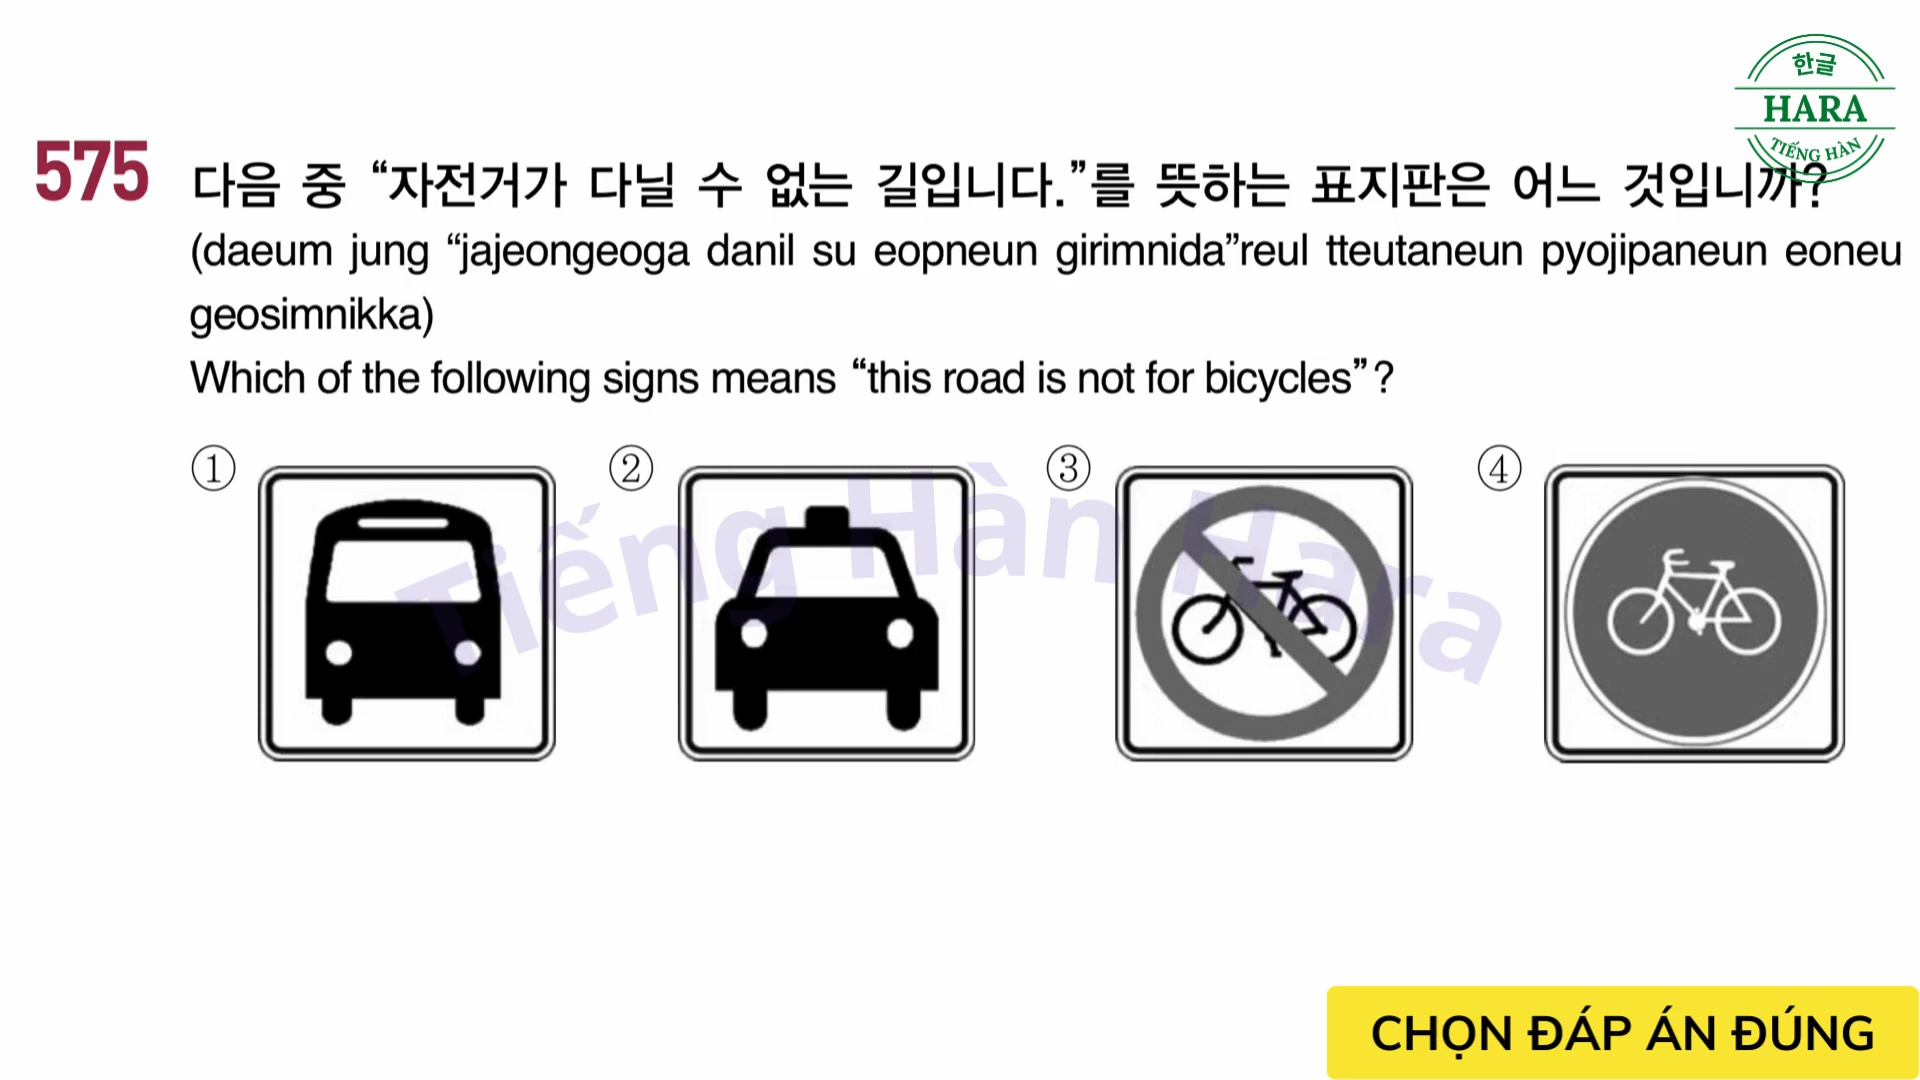 한글
HARA
TIẾNG HÀN
575 다음 중 “자전거가 다닐 수 없는 길입니다.”를 뜻하는 표지판은 어느 것입니까?
(daeum jung “jajeongeoga danil su eopneun girimnida”reul tteutaneun pyojipaneun eoneu
geosimnikka)
Which of the following signs means “this road is not for bicycles”?
① ② ③ ④
Tiếng Hàn Hara
CHỌN ĐÁP ÁN ĐÚNG